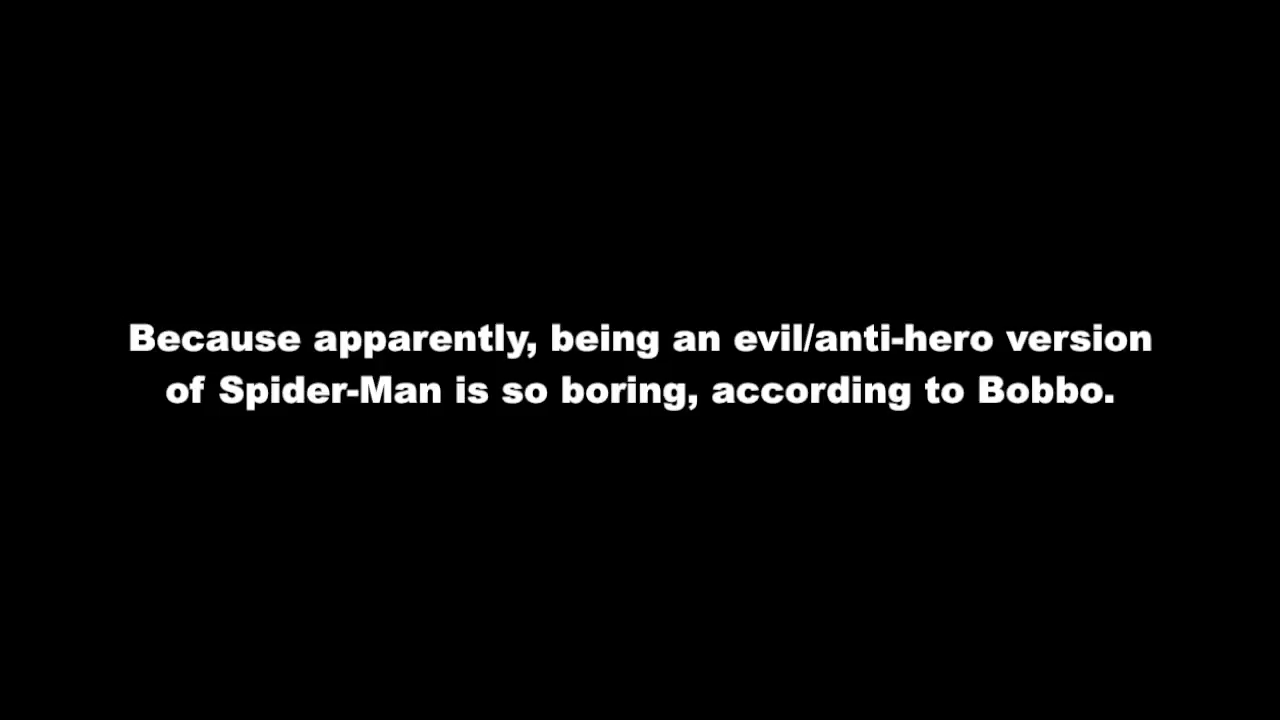 Because apparently, being an evil/anti-hero version
of Spider-Man is so boring, according to Bobbo.